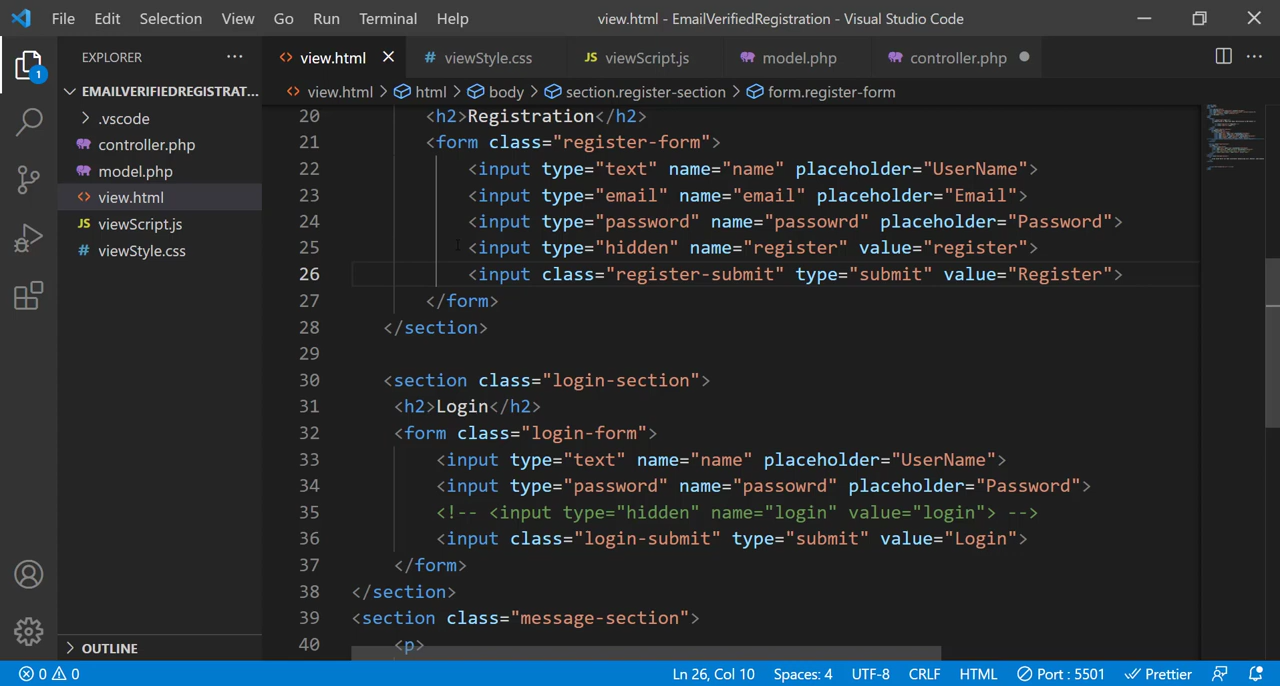 File Edit Selection View Go Run Terminal Help view.html - EmailVerifiedRegistration - Visual Studio Code
EXPLORER ... <> view.html # viewStyle.css JS viewScript.js model.php controller.php ...
1
EMAILVERIFIEDREGISTRAT...
<> view.html > html > body > section.register-section > form.register-form
> .vscode
controller.php
model.php
<> view.html
JS viewScript.js
# viewStyle.css
20 <h2>Registration</h2>
21 <form class="register-form">
22 <input type="text" name="name" placeholder="UserName">
23 <input type="email" name="email" placeholder="Email">
24 <input type="password" name="passowrd" placeholder="Password">
25 <input type="hidden" name="register" value="register">
26 <input class="register-submit" type="submit" value="Register">
27 </form>
28 </section>
29
30 <section class="login-section">
31 <h2>Login</h2>
32 <form class="login-form">
33 <input type="text" name="name" placeholder="UserName">
34 <input type="password" name="passowrd" placeholder="Password">
35 <!-- <input type="hidden" name="login" value="login"> -->
36 <input class="login-submit" type="submit" value="Login">
37 </form>
38 </section>
39 <section class="message-section">
40 <p>
> OUTLINE
0 0 Ln 26, Col 10 Spaces: 4 UTF-8 CRLF HTML Port : 5501 Prettier